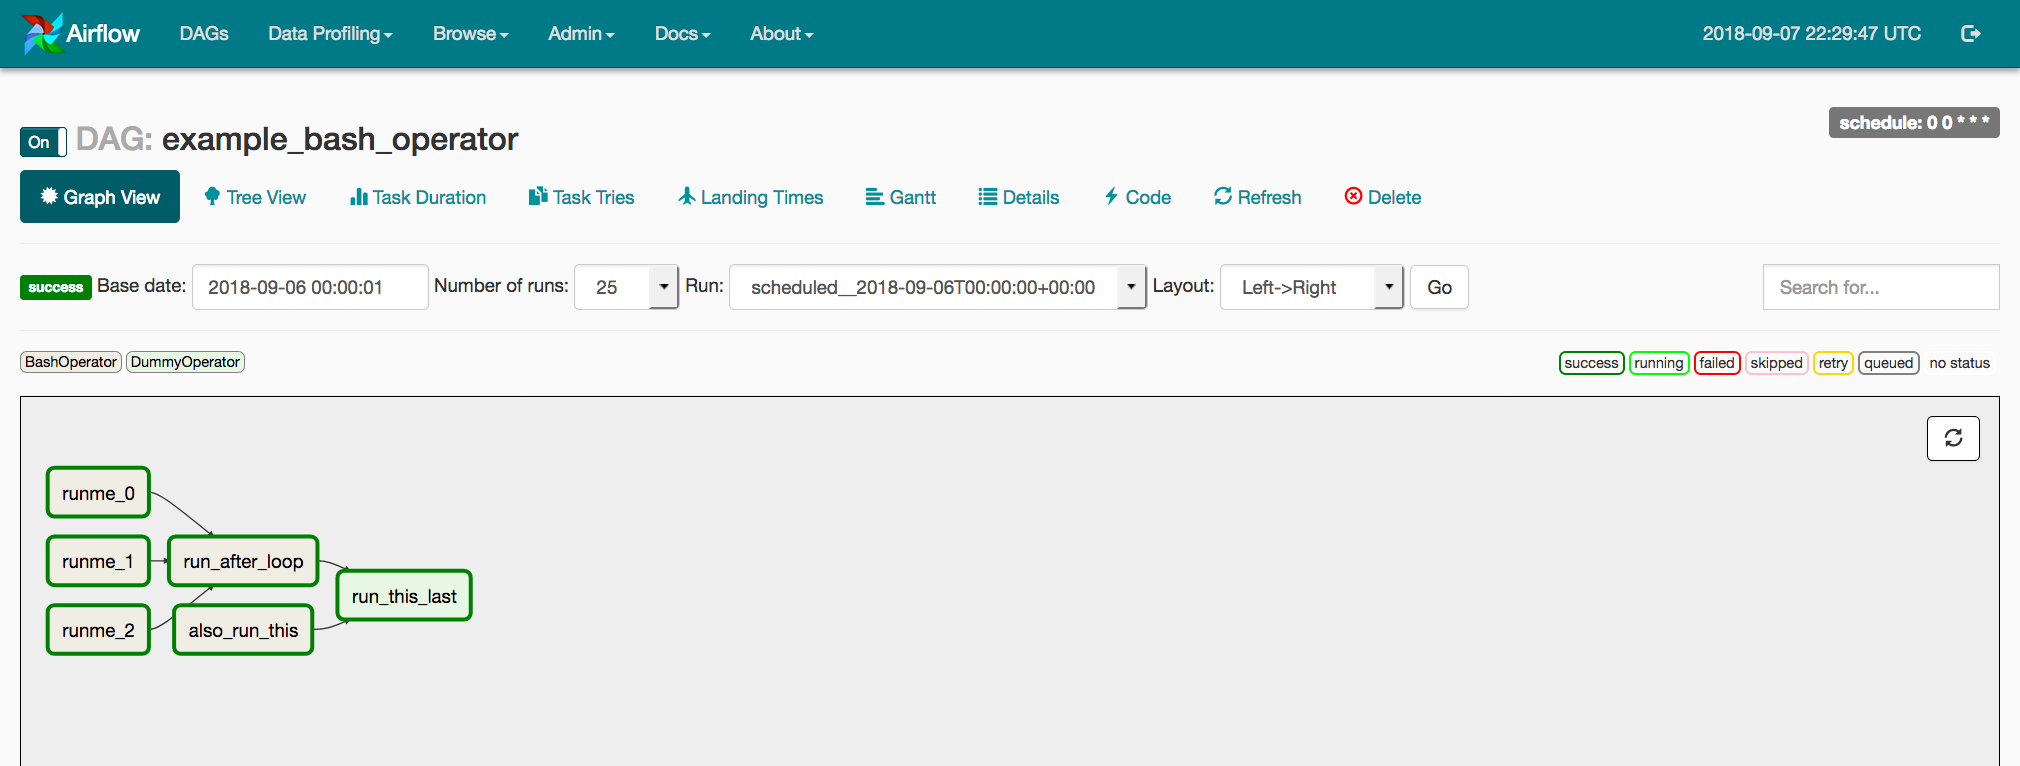 Airflow DAGs Data Profiling Browse Admin Docs About 2018-09-07 22:29:47 UTC
schedule: 0 0 * * *
On DAG: example_bash_operator
Graph View Tree View Task Duration Task Tries Landing Times Gantt Details Code Refresh Delete
success Base date: 2018-09-06 00:00:01 Number of runs: 25 Run: scheduled__2018-09-06T00:00:00+00:00 Layout: Left->Right Go Search for...
BashOperator DummyOperator success running failed skipped retry queued no status
runme_0
runme_1 run_after_loop
run_this_last
runme_2 also_run_this